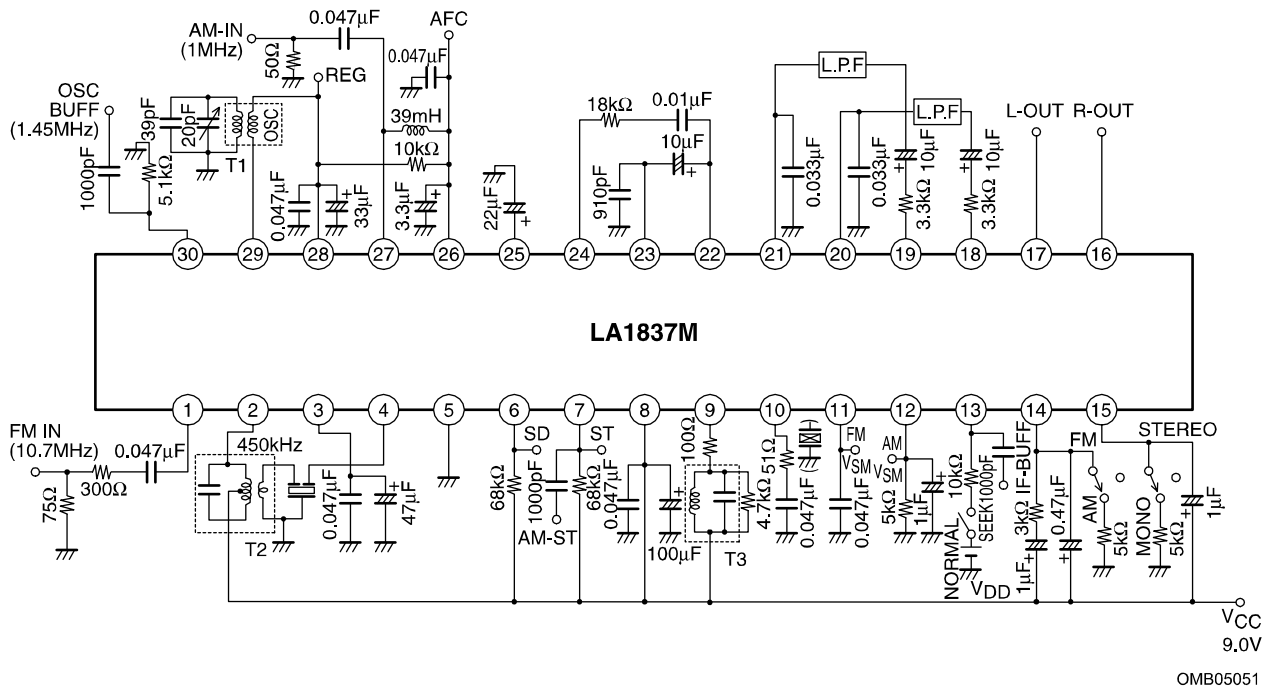 AM-IN
(1MHz)
0.047μF
AFC
50Ω
REG
0.047μF
OSC
BUFF
(1.45MHz)
39pF
20pF
OSC
T1
1000pF
5.1kΩ
39mH
10kΩ
0.047μF
33μF
3.3μF
22μF
18kΩ
0.01μF
910pF
10μF
L.P.F
L.P.F
0.033μF
0.033μF
10μF
10μF
3.3kΩ
3.3kΩ
L-OUT R-OUT
30 29 28 27 26 25 24 23 22 21 20 19 18 17 16
LA1837M
1 2 3 4 5 6 7 8 9 10 11 12 13 14 15
FM IN
(10.7MHz)
0.047μF
75Ω
300Ω
450kHz
T2
0.047μF
47μF
SD
68kΩ
1000pF
AM-ST
ST
68kΩ
0.047μF
100μF
100Ω
T3
4.7kΩ
51Ω
0.047μF
FM
VSM
0.047μF
AM
VSM
5kΩ
1μF
10kΩ
SEEK1000pF
NORMAL
VDD
IF-BUFF
3kΩ
1μF
0.47μF
FM
AM
5kΩ
STEREO
MONO
5kΩ
1μF
VCC
9.0V
OMB05051